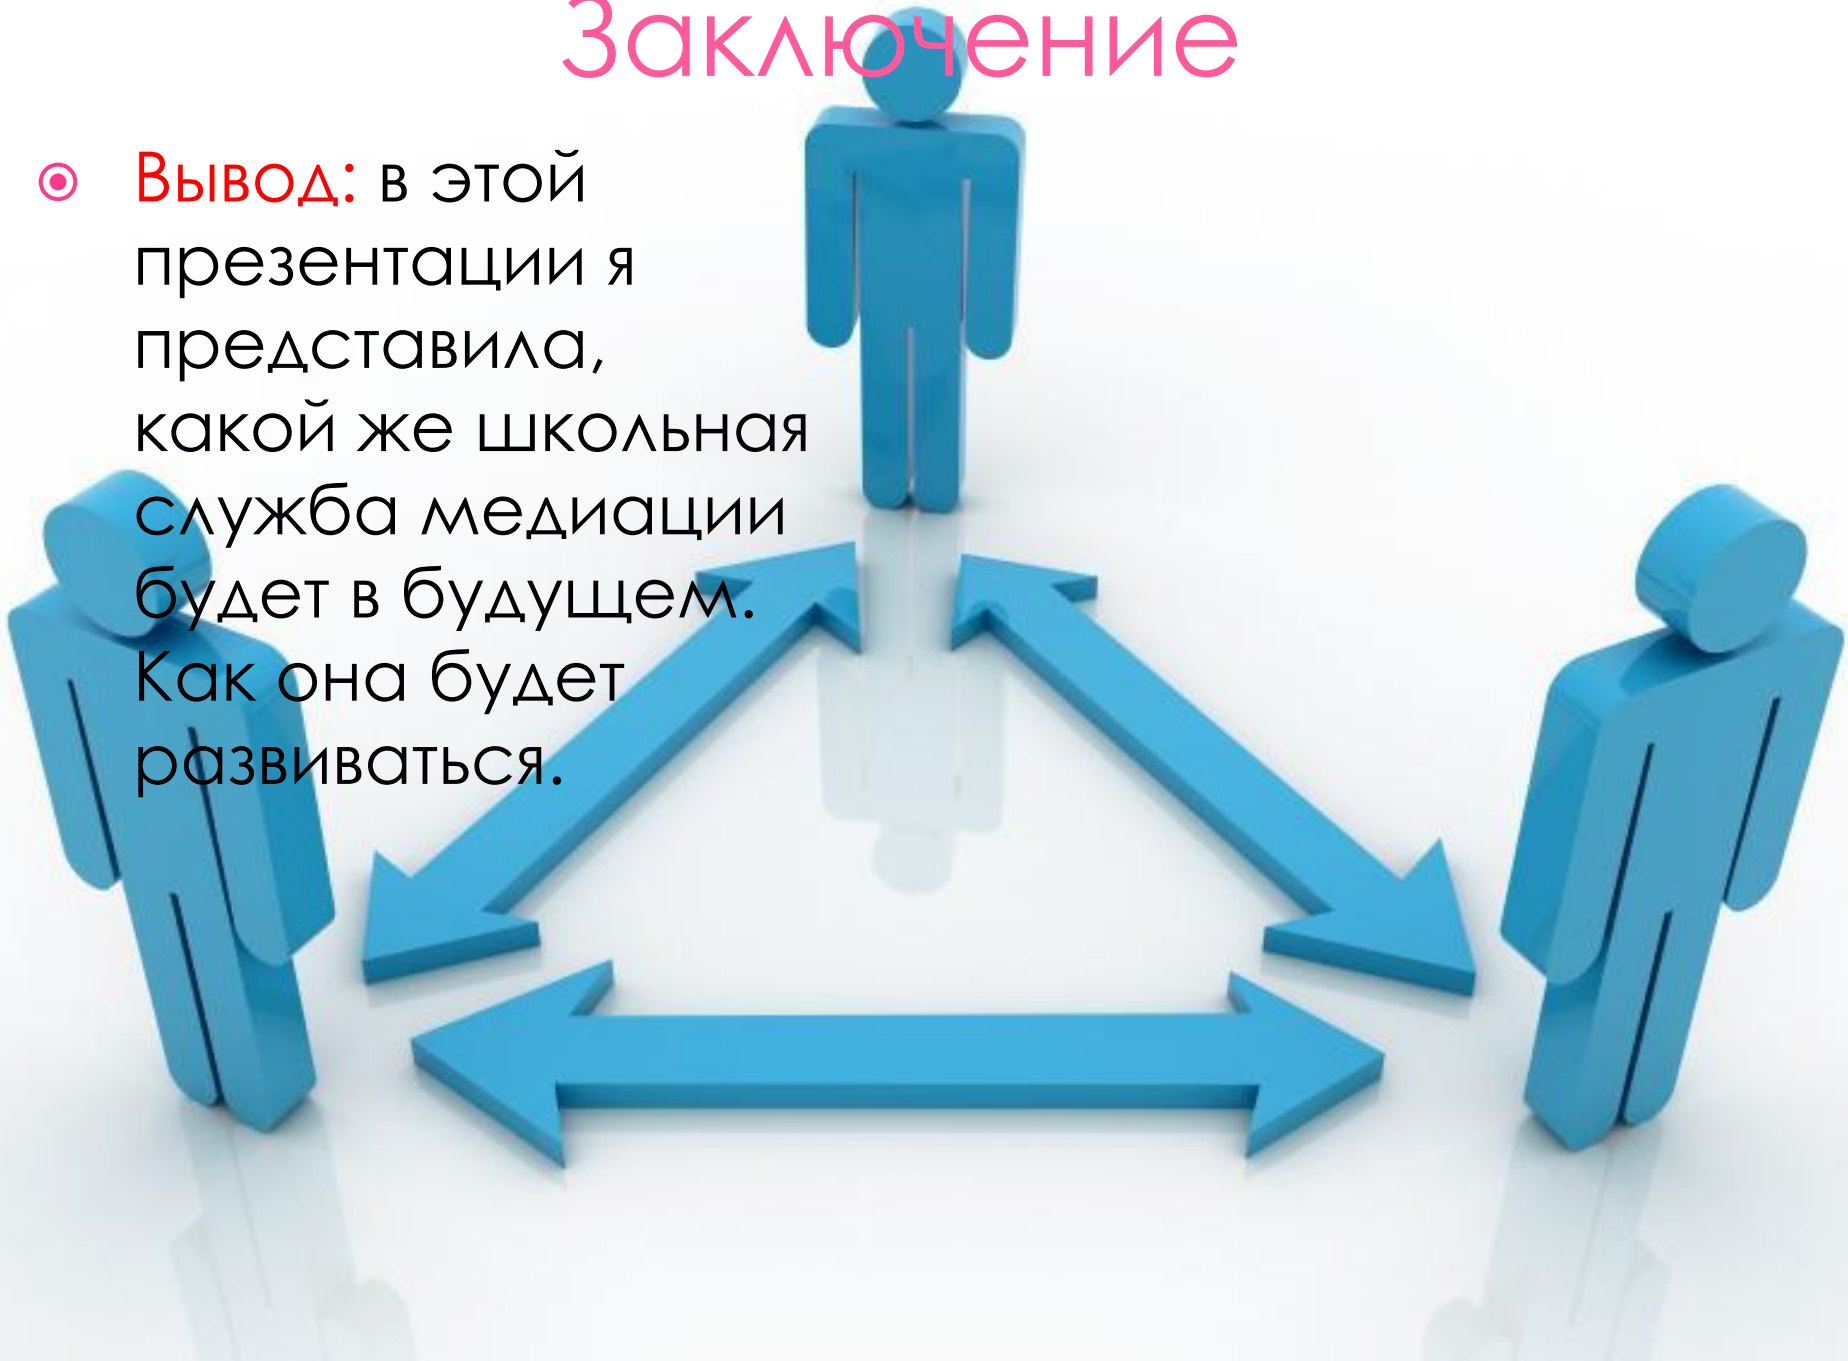 Заключение
Вывод: в этой
презентации я
представила,
какой же школьная
служба медиации
будет в будущем.
Как она будет
развиваться.